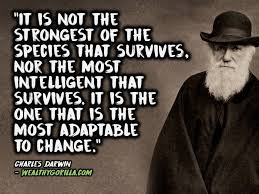 "IT IS NOT THE
STRONGEST OF THE
SPECIES THAT SURVIVES,
NOR THE MOST
INTELLIGENT THAT
SURVIVES. IT IS THE
ONE THAT IS THE
MOST ADAPTABLE
TO CHANGE."
CHARLES DARWIN
- WEALTHYGORILLA.COM